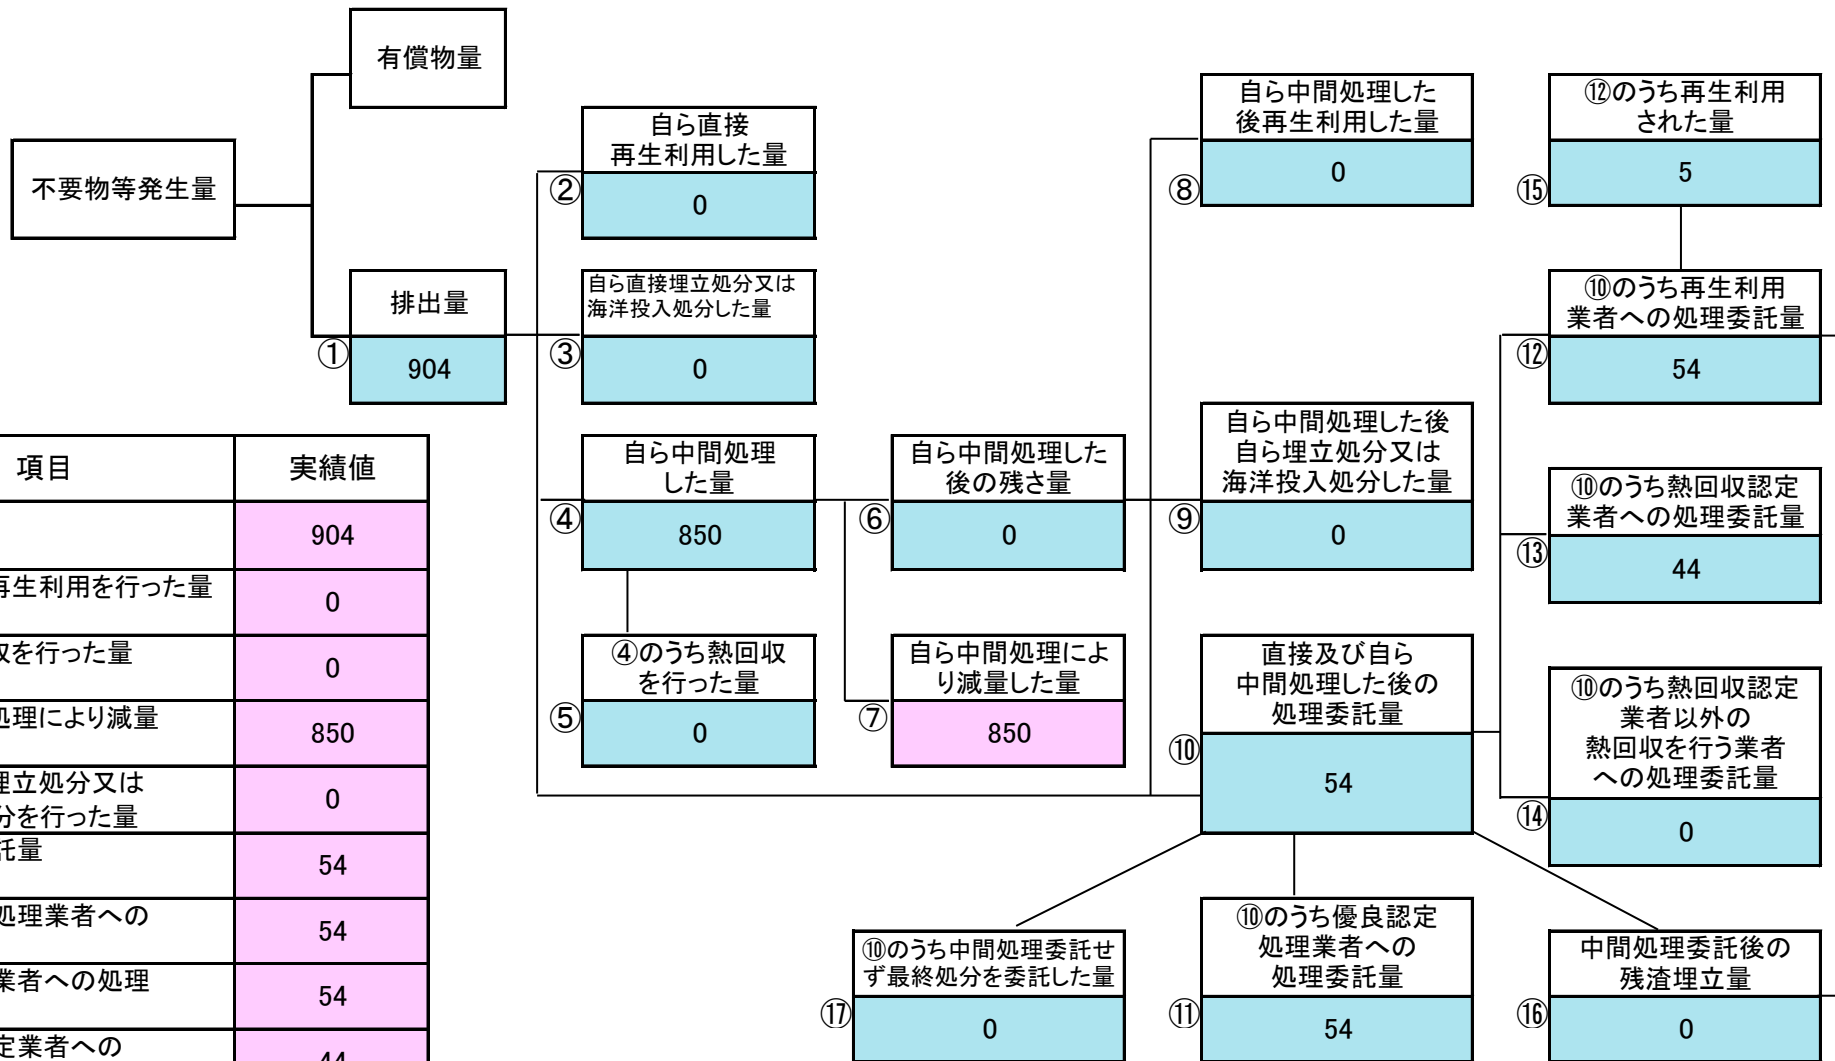 有償物量
不要物等発生量
排出量
①
904
自ら直接
再生利用した量
②
0
自ら直接埋立処分又は
海洋投入処分した量
③
0
自ら中間処理
した量
④
850
④のうち熱回収
を行った量
⑤
0
自ら中間処理した
後の残さ量
⑥
0
自ら中間処理によ
り減量した量
⑦
850
自ら中間処理した
後再生利用した量
⑧
0
自ら中間処理した後
自ら埋立処分又は
海洋投入処分した量
⑨
0
直接及び自ら
中間処理した後の
処理委託量
⑩
54
⑫のうち再生利用
された量
⑮
5
⑩のうち再生利用
業者への処理委託量
⑫
54
⑩のうち熱回収認定
業者への処理委託量
⑬
44
⑩のうち熱回収認定
業者以外の
熱回収を行う業者
への処理委託量
⑭
0
⑩のうち中間処理委託せ
ず最終処分を委託した量
⑰
0
⑩のうち優良認定
処理業者への
処理委託量
⑪
54
中間処理委託後の
残渣埋立量
⑯
0
項目 実績値
904
再生利用を行った量
0
を行った量
0
処理により減量
850
埋立処分又は
分を行った量
0
託量
54
処理業者への
54
業者への処理
54
定業者への
44